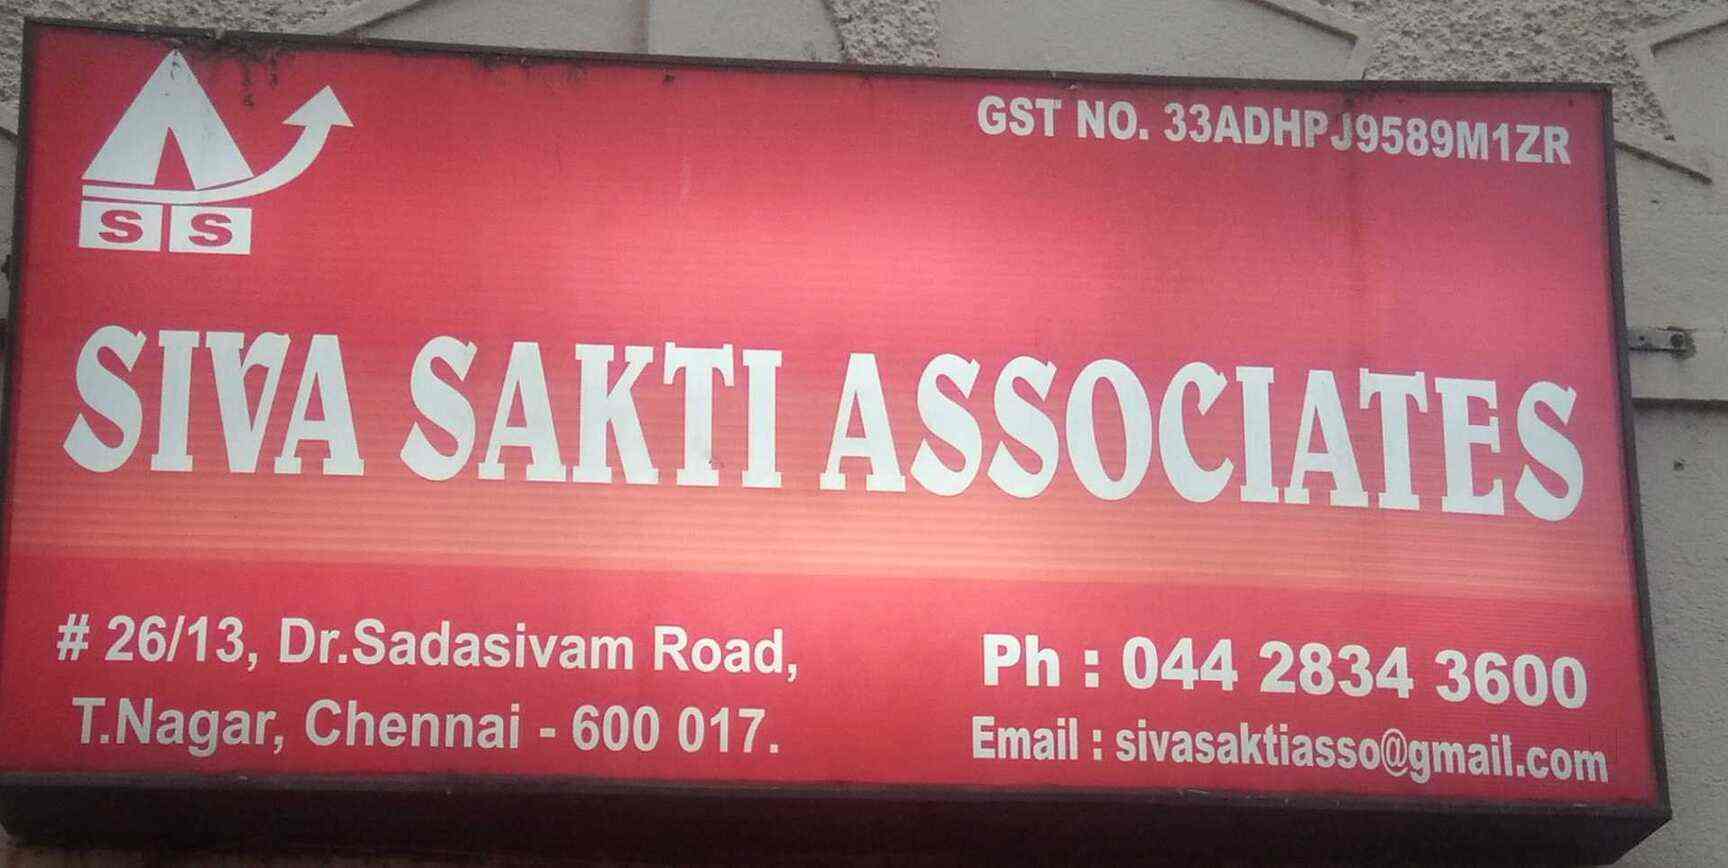 GST NO. 33ADHPJ9589M1ZR
A
S S
SIVA SAKTI ASSOCIATES
# 26/13, Dr.Sadasivam Road,
T.Nagar, Chennai - 600 017.
Ph : 044 2834 3600
Email : sivasaktiasso@gmail.com